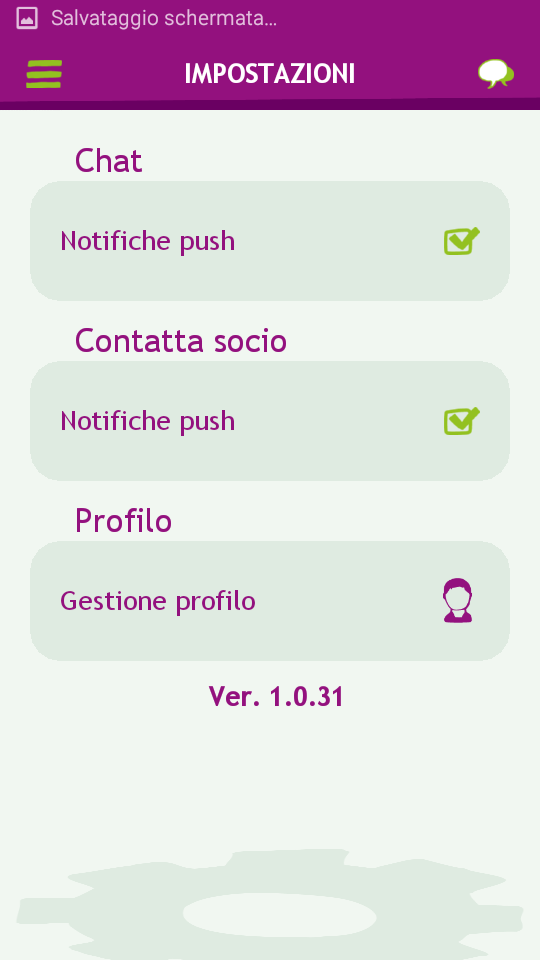 Salvataggio schermata...
IMPOSTAZIONI
Chat
Notifiche push
Contatta socio
Notifiche push
Profilo
Gestione profilo
Ver. 1.0.31